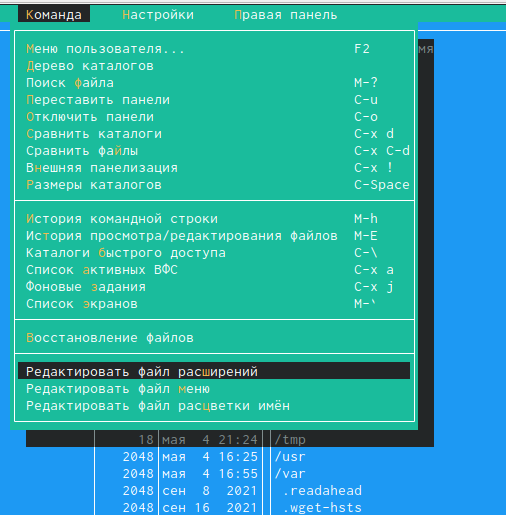 Команда Настройки Правая панель
мя
Меню пользователя... F2
Дерево каталогов
Поиск файла M-?
Переставить панели C-u
Отключить панели C-o
Сравнить каталоги C-x d
Сравнить файлы C-x C-d
Внешняя панелизация C-x !
Размеры каталогов C-Space
История командной строки M-h
История просмотра/редактирования файлов M-E
Каталоги быстрого доступа C-\
Список активных ВФС C-x a
Фоновые задания C-x j
Список экранов M-`
Восстановление файлов
Редактировать файл расширений
Редактировать файл меню
Редактировать файл расцветки имён
18 мая 4 21:24 /tmp
2048 мая 4 16:25 /usr
2048 мая 4 16:55 /var
2048 сен 8 2021 .readahead
2048 сен 16 2021 .wget-hsts